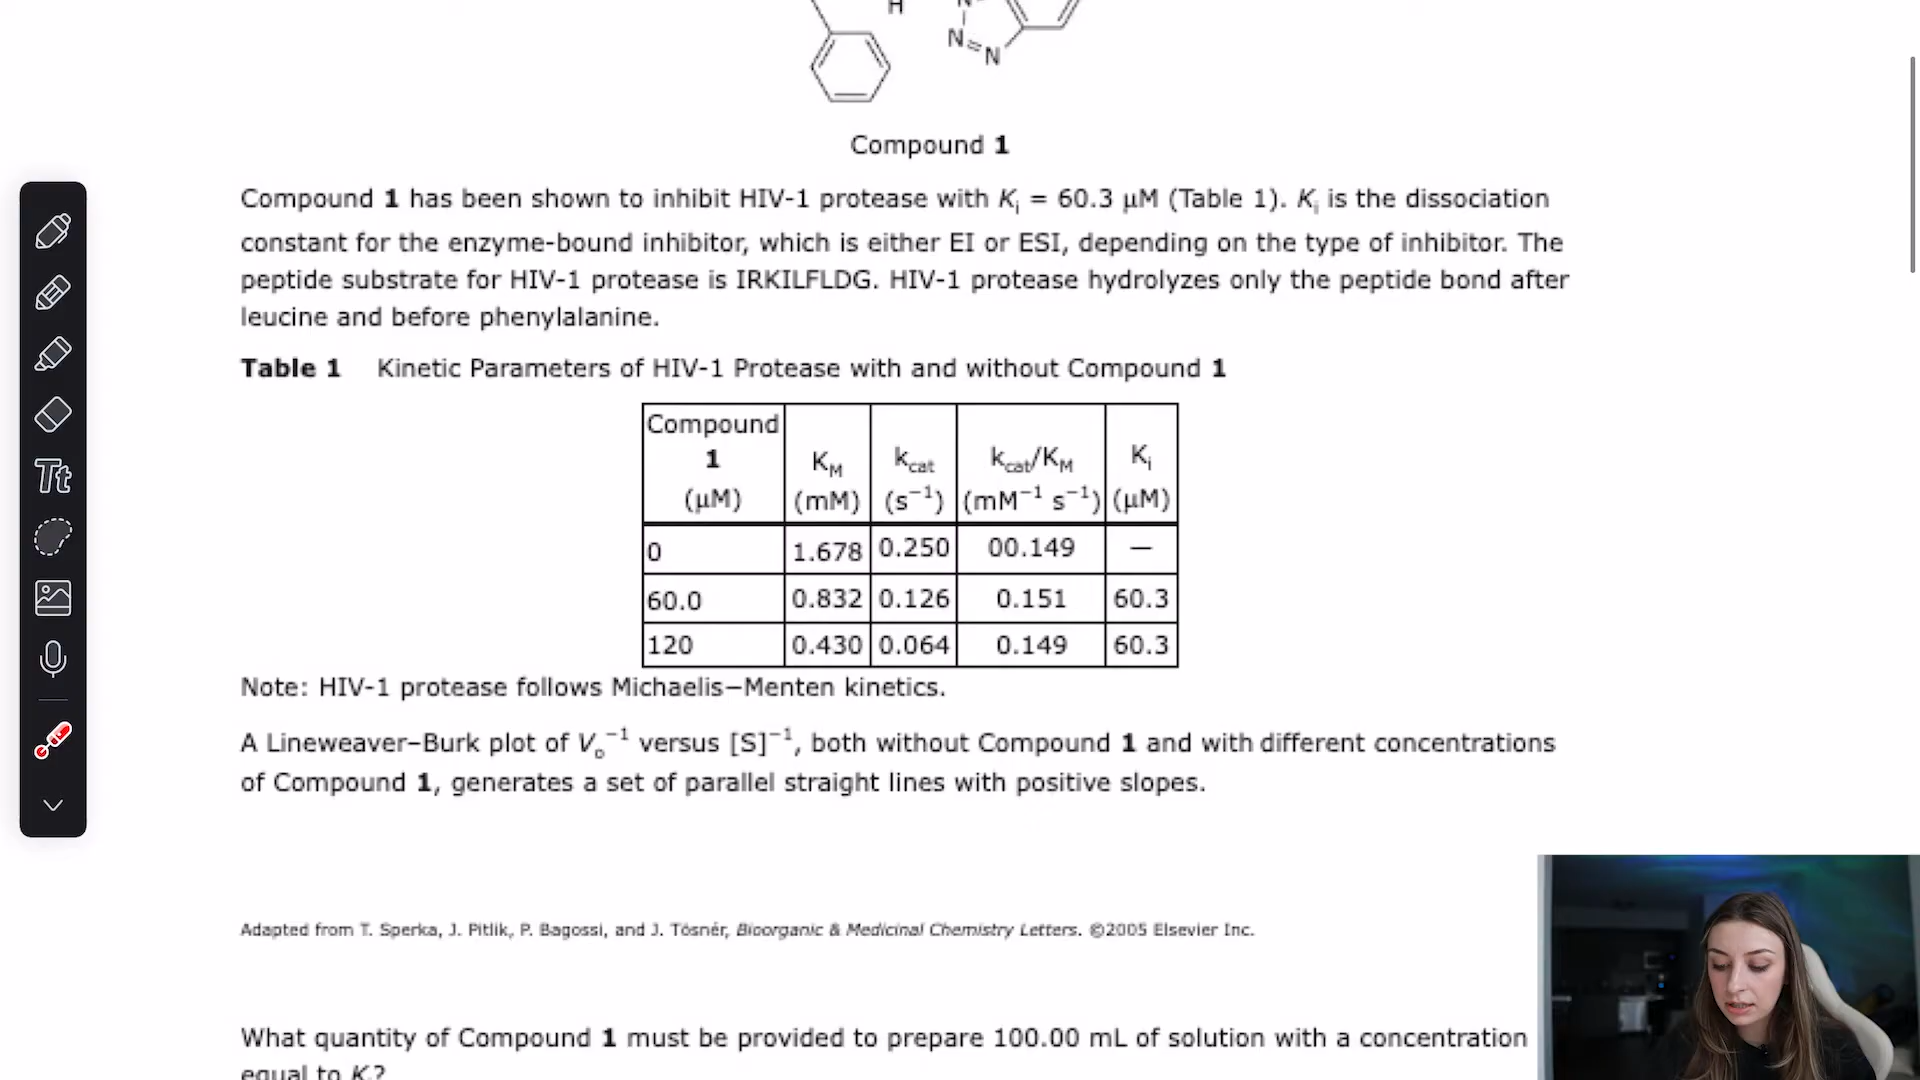 H
N
N
N
Compound 1
Compound 1 has been shown to inhibit HIV-1 protease with Ki = 60.3 μM (Table 1). Ki is the dissociation
constant for the enzyme-bound inhibitor, which is either EI or ESI, depending on the type of inhibitor. The
peptide substrate for HIV-1 protease is IRKILFLDG. HIV-1 protease hydrolyzes only the peptide bond after
leucine and before phenylalanine.
Table 1 Kinetic Parameters of HIV-1 Protease with and without Compound 1
Compound 1 (μM) KM (mM) kcat (s⁻¹) kcat/KM (mM⁻¹ s⁻¹) Ki (μM)
0 1.678 0.250 00.149 —
60.0 0.832 0.126 0.151 60.3
120 0.430 0.064 0.149 60.3
Note: HIV-1 protease follows Michaelis–Menten kinetics.
A Lineweaver–Burk plot of Vo⁻¹ versus [S]⁻¹, both without Compound 1 and with different concentrations
of Compound 1, generates a set of parallel straight lines with positive slopes.
Adapted from T. Sperka, J. Pitlik, P. Bagossi, and J. Tösnér, Bioorganic & Medicinal Chemistry Letters. ©2005 Elsevier Inc.
What quantity of Compound 1 must be provided to prepare 100.00 mL of solution with a concentration
equal to Ki?
Tt